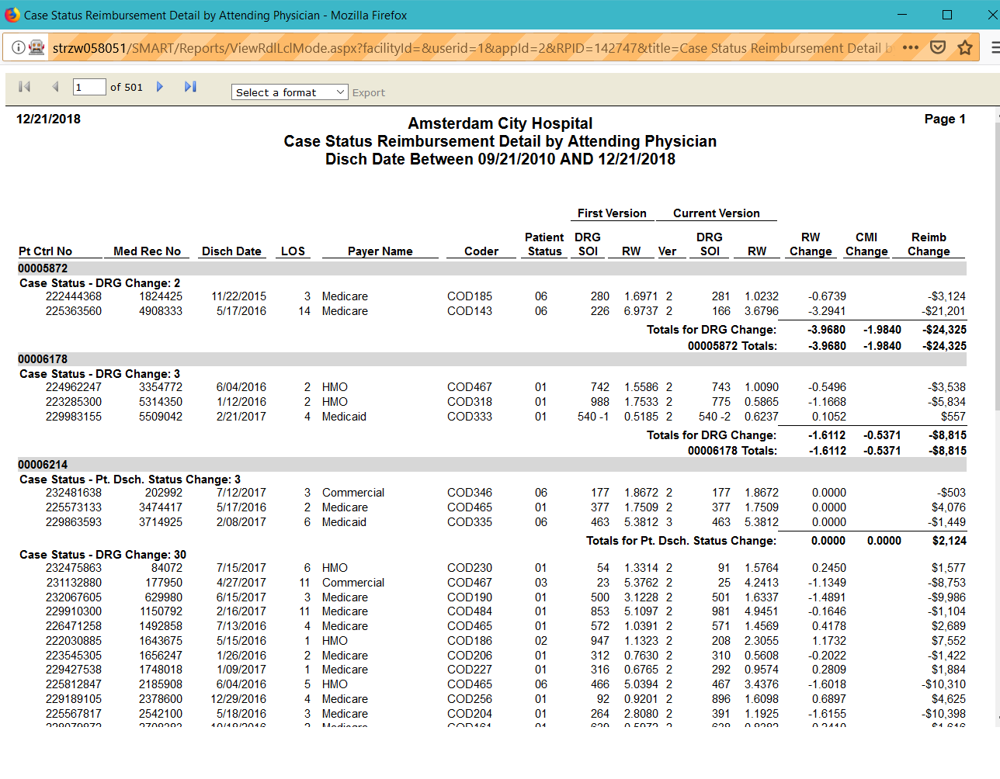 Case Status Reimbursement Detail by Attending Physician - Mozilla Firefox
strzw058051/SMART/Reports/ViewRdlLclMode.aspx?facilityId=&userid=1&appId=2&RPID=142747&title=Case Status Reimbursement Detail b
1 of 501 Select a format Export
12/21/2018 Amsterdam City Hospital Page 1
Case Status Reimbursement Detail by Attending Physician
Disch Date Between 09/21/2010 AND 12/21/2018
First Version Current Version
Patient DRG DRG RW CMI Reimb
Pt Ctrl No Med Rec No Disch Date LOS Payer Name Coder Status SOI RW Ver SOI RW Change Change Change
00005872
Case Status - DRG Change: 2
222444368 1824425 11/22/2015 3 Medicare COD185 06 280 1.6971 2 281 1.0232 -0.6739 -$3,124
225363560 4908333 5/17/2016 14 Medicare COD143 06 226 6.9737 2 166 3.6796 -3.2941 -$21,201
Totals for DRG Change: -3.9680 -1.9840 -$24,325
00005872 Totals: -3.9680 -1.9840 -$24,325
00006178
Case Status - DRG Change: 3
224962247 3354772 6/04/2016 2 HMO COD467 01 742 1.5586 2 743 1.0090 -0.5496 -$3,538
223285300 5314350 1/12/2016 2 HMO COD318 01 988 1.7533 2 775 0.5865 -1.1668 -$5,834
229983155 5509042 2/21/2017 4 Medicaid COD333 01 540 -1 0.5185 2 540 -2 0.6237 0.1052 $557
Totals for DRG Change: -1.6112 -0.5371 -$8,815
00006178 Totals: -1.6112 -0.5371 -$8,815
00006214
Case Status - Pt. Dsch. Status Change: 3
232481638 202992 7/12/2017 3 Commercial COD346 06 177 1.8672 2 177 1.8672 0.0000 -$503
225573133 3474417 5/17/2016 2 Medicare COD465 01 377 1.7509 2 377 1.7509 0.0000 $4,076
229863593 3714925 2/08/2017 6 Medicaid COD335 06 463 5.3812 3 463 5.3812 0.0000 -$1,449
Totals for Pt. Dsch. Status Change: 0.0000 0.0000 $2,124
Case Status - DRG Change: 30
232475863 84072 7/15/2017 6 HMO COD230 01 54 1.3314 2 91 1.5764 0.2450 $1,577
231132880 177950 4/27/2017 11 Commercial COD467 03 23 5.3762 2 25 4.2413 -1.1349 -$8,753
232067605 629980 6/15/2017 3 Medicare COD190 01 500 3.1228 2 501 1.6337 -1.4891 -$9,986
229910300 1150792 2/16/2017 11 Medicare COD484 01 853 5.1097 2 981 4.9451 -0.1646 -$1,104
226471258 1492858 7/13/2016 4 Medicare COD465 01 572 1.0391 2 571 1.4569 0.4178 $2,689
222030885 1643675 5/15/2016 1 HMO COD186 02 947 1.1323 2 208 2.3055 1.1732 $7,552
223545305 1656247 1/26/2016 2 Medicare COD206 01 312 0.7630 2 310 0.5608 -0.2022 -$1,422
229427538 1748018 1/09/2017 1 Medicare COD227 01 316 0.6765 2 292 0.9574 0.2809 $1,884
225812847 2185908 6/04/2016 5 HMO COD465 06 466 5.0394 2 467 3.4376 -1.6018 -$10,310
229189105 2378600 12/29/2016 4 Medicare COD256 01 92 0.9201 2 896 1.6098 0.6897 $4,625
225567817 2542100 5/18/2016 3 Medicare COD204 01 264 2.8080 2 391 1.1925 -1.6155 -$10,398